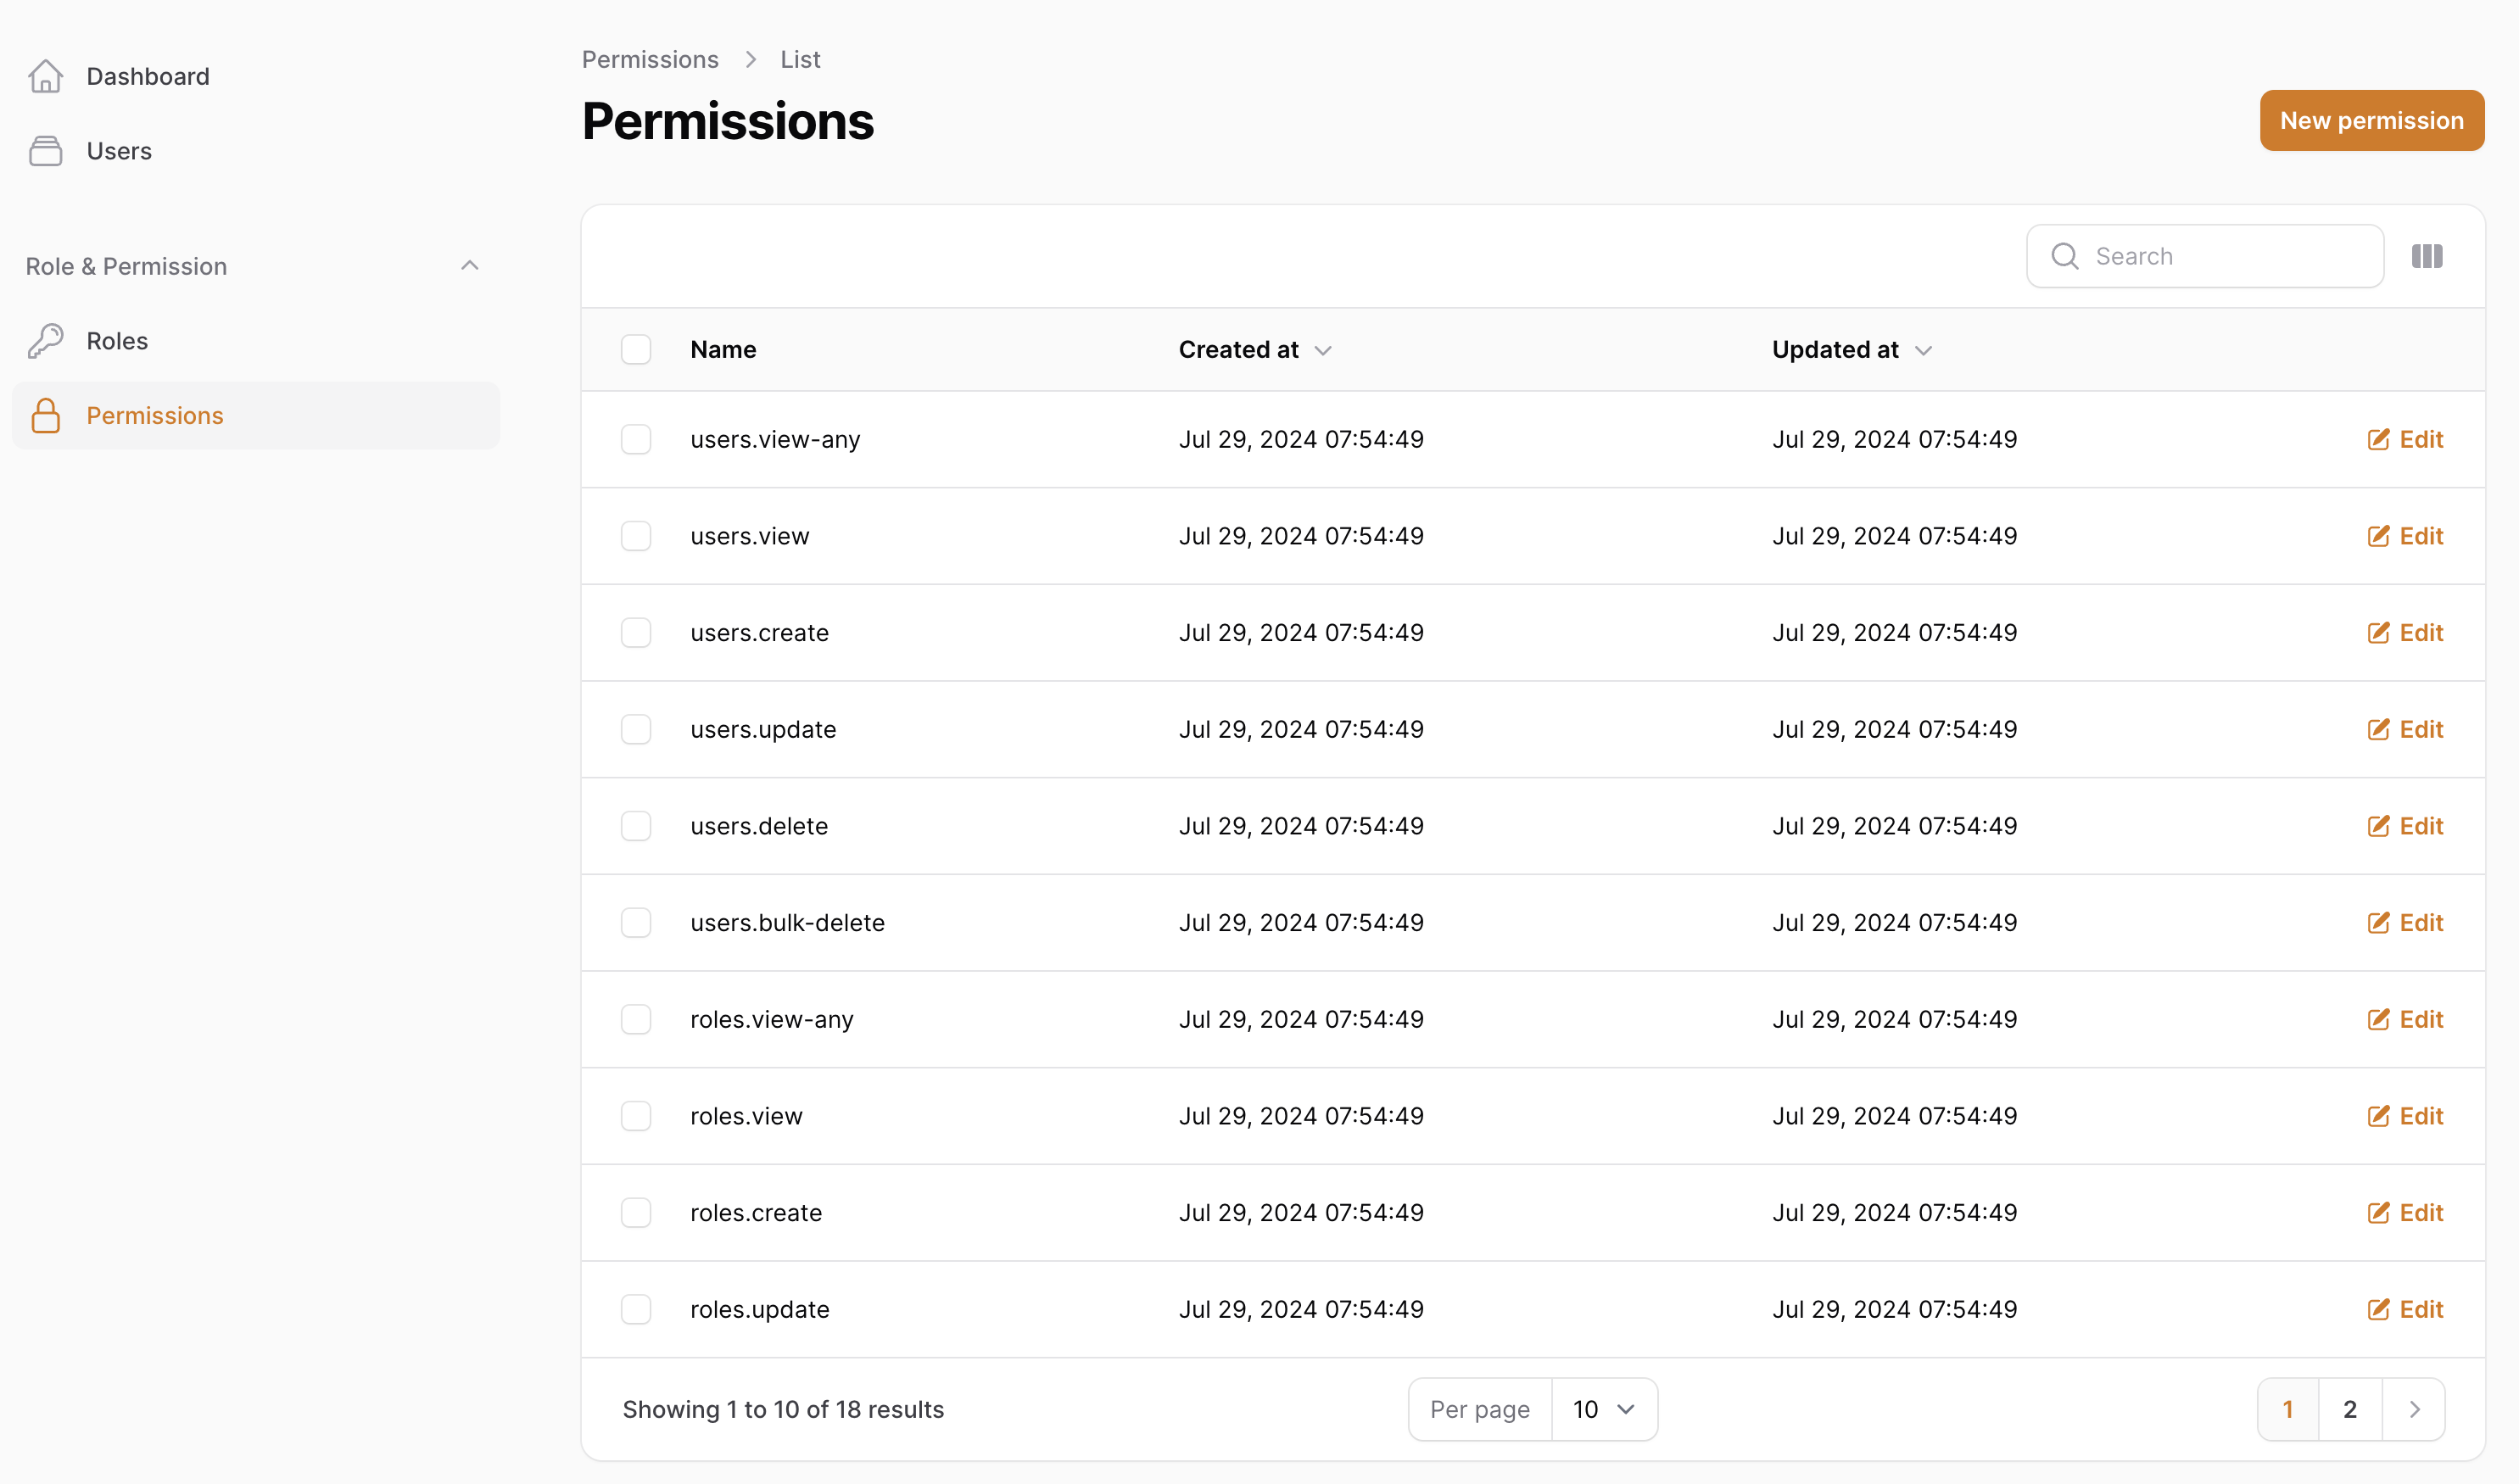 Dashboard
Users
Role & Permission
Roles
Permissions
Permissions > List
Permissions
New permission
Search
Name Created at Updated at
users.view-any Jul 29, 2024 07:54:49 Jul 29, 2024 07:54:49 Edit
users.view Jul 29, 2024 07:54:49 Jul 29, 2024 07:54:49 Edit
users.create Jul 29, 2024 07:54:49 Jul 29, 2024 07:54:49 Edit
users.update Jul 29, 2024 07:54:49 Jul 29, 2024 07:54:49 Edit
users.delete Jul 29, 2024 07:54:49 Jul 29, 2024 07:54:49 Edit
users.bulk-delete Jul 29, 2024 07:54:49 Jul 29, 2024 07:54:49 Edit
roles.view-any Jul 29, 2024 07:54:49 Jul 29, 2024 07:54:49 Edit
roles.view Jul 29, 2024 07:54:49 Jul 29, 2024 07:54:49 Edit
roles.create Jul 29, 2024 07:54:49 Jul 29, 2024 07:54:49 Edit
roles.update Jul 29, 2024 07:54:49 Jul 29, 2024 07:54:49 Edit
Showing 1 to 10 of 18 results Per page 10 1 2